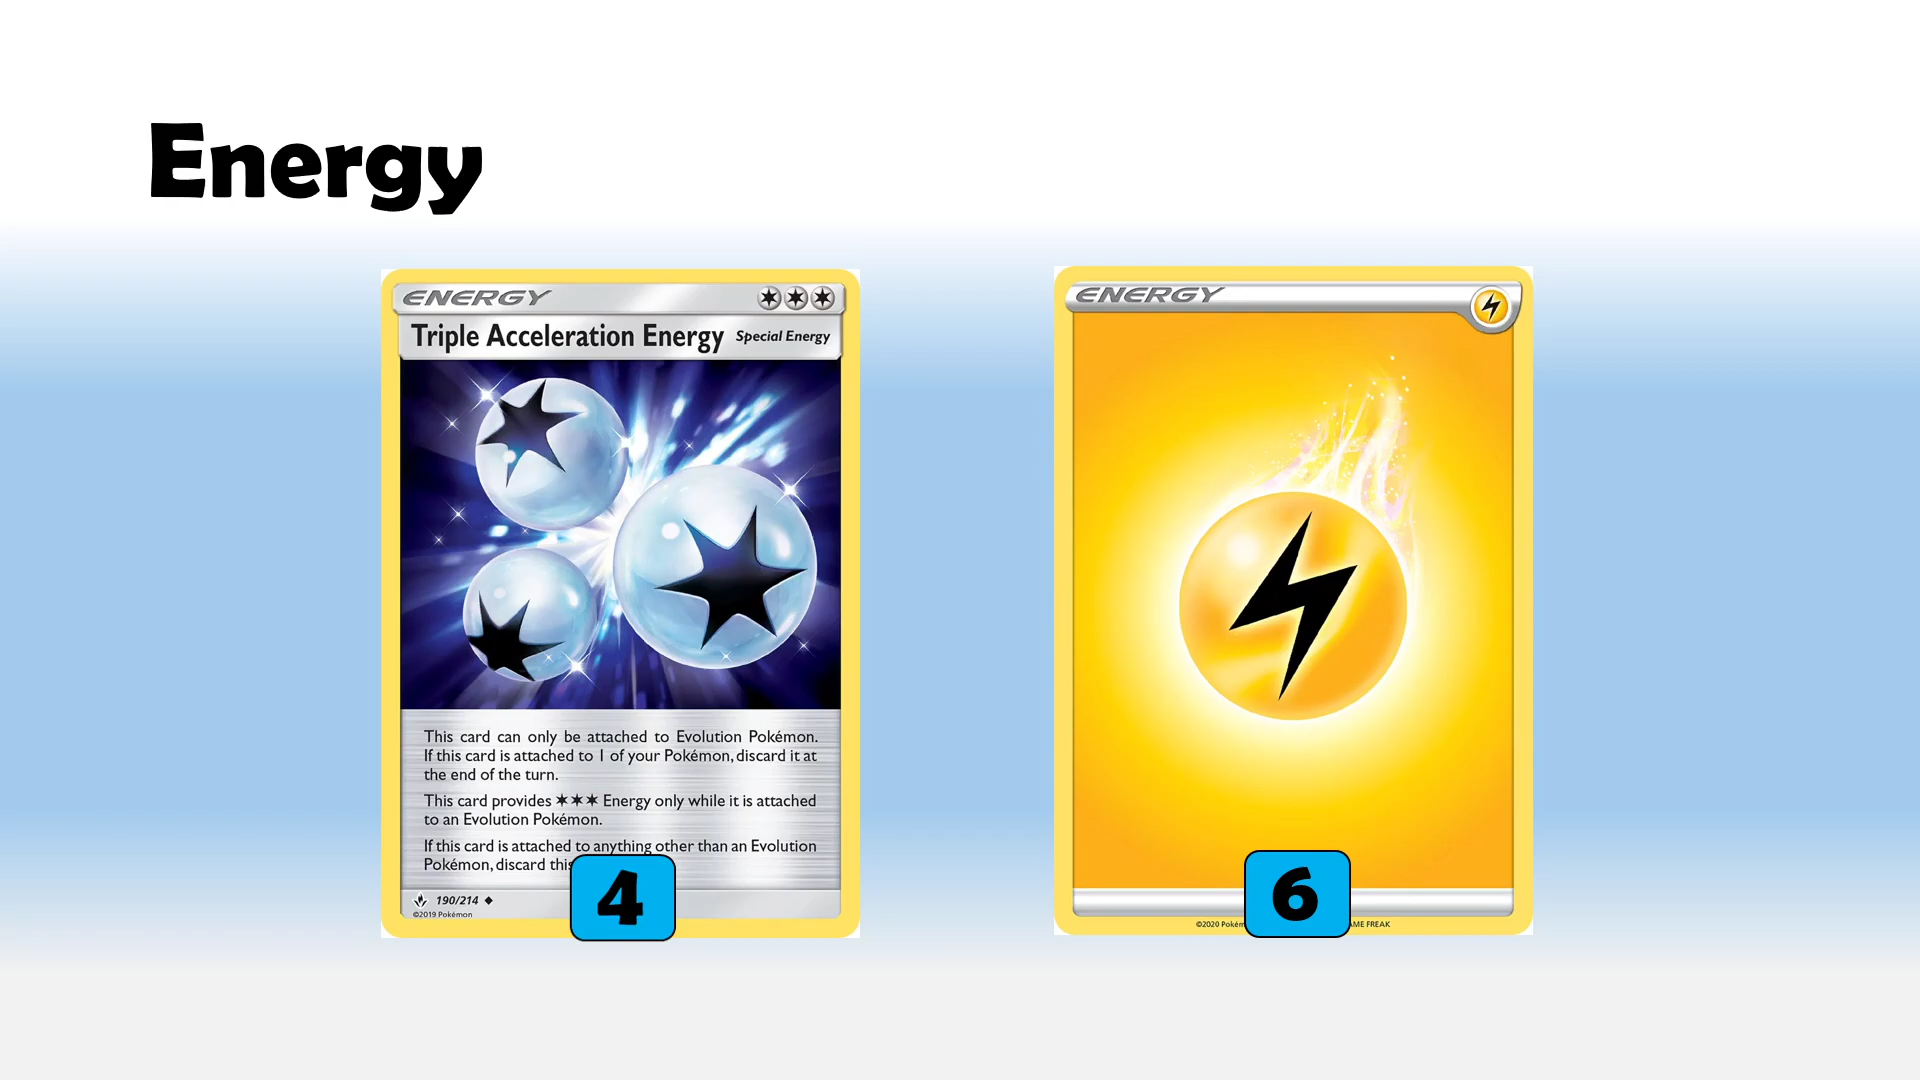 Energy
ENERGY
Triple Acceleration Energy Special Energy
This card can only be attached to Evolution Pokémon.
If this card is attached to 1 of your Pokémon, discard it at
the end of the turn.
This card provides ✶✶✶ Energy only while it is attached
to an Evolution Pokémon.
If this card is attached to anything other than an Evolution
Pokémon, discard this
190/214
©2019 Pokémon
4
ENERGY
©2020 Pokém
AME FREAK
6